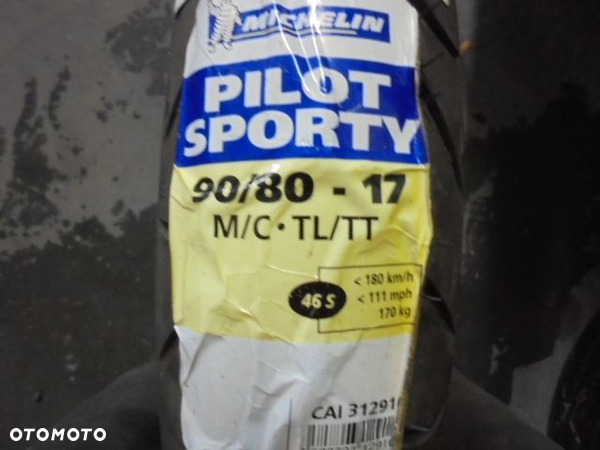 MICHELIN
PILOT
SPORTY
90/80 - 17
M/C • TL/TT
46 S
< 180 km/h
< 111 mph
170 kg
CAI 31291
OTOMOTO